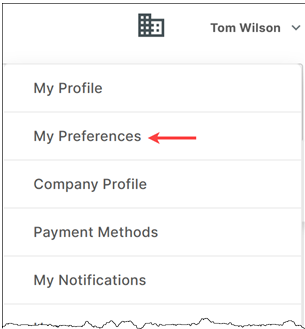 Tom Wilson
My Profile
My Preferences
Company Profile
Payment Methods
My Notifications